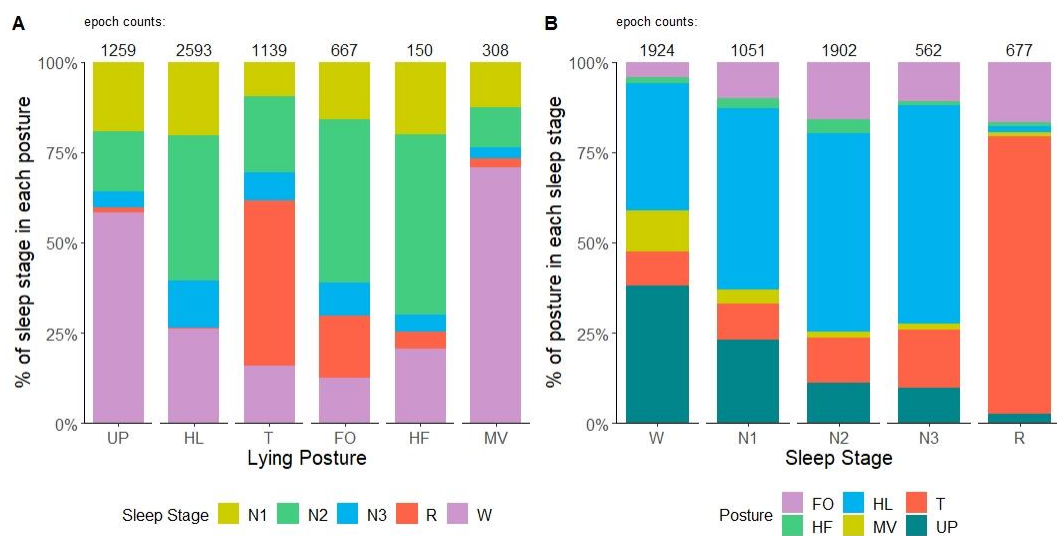 A
epoch counts:
1259 2593 1139 667 150 308
100%
75%
50%
25%
0%
% of sleep stage in each posture
UP HL T FO HF MV
Lying Posture
Sleep Stage N1 N2 N3 R W
B
epoch counts:
1924 1051 1902 562 677
100%
75%
50%
25%
0%
% of posture in each sleep stage
W N1 N2 N3 R
Sleep Stage
Posture
FO HL T
HF MV UP